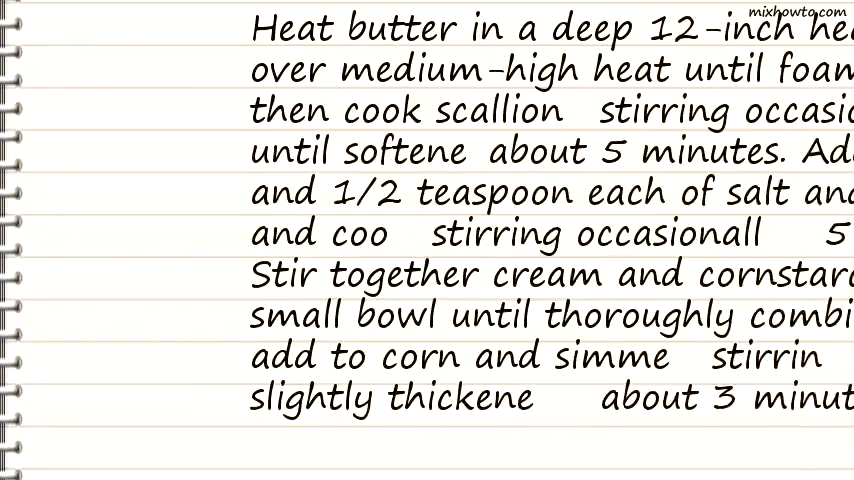 mixhowto.com
Heat butter in a deep 12-inch hea
over medium-high heat until foam
then cook scallion stirring occasio
until softene about 5 minutes. Ad
and 1/2 teaspoon each of salt an
and coo stirring occasionall 5
Stir together cream and cornstar
small bowl until thoroughly combi
add to corn and simme stirrin
slightly thickene about 3 minut